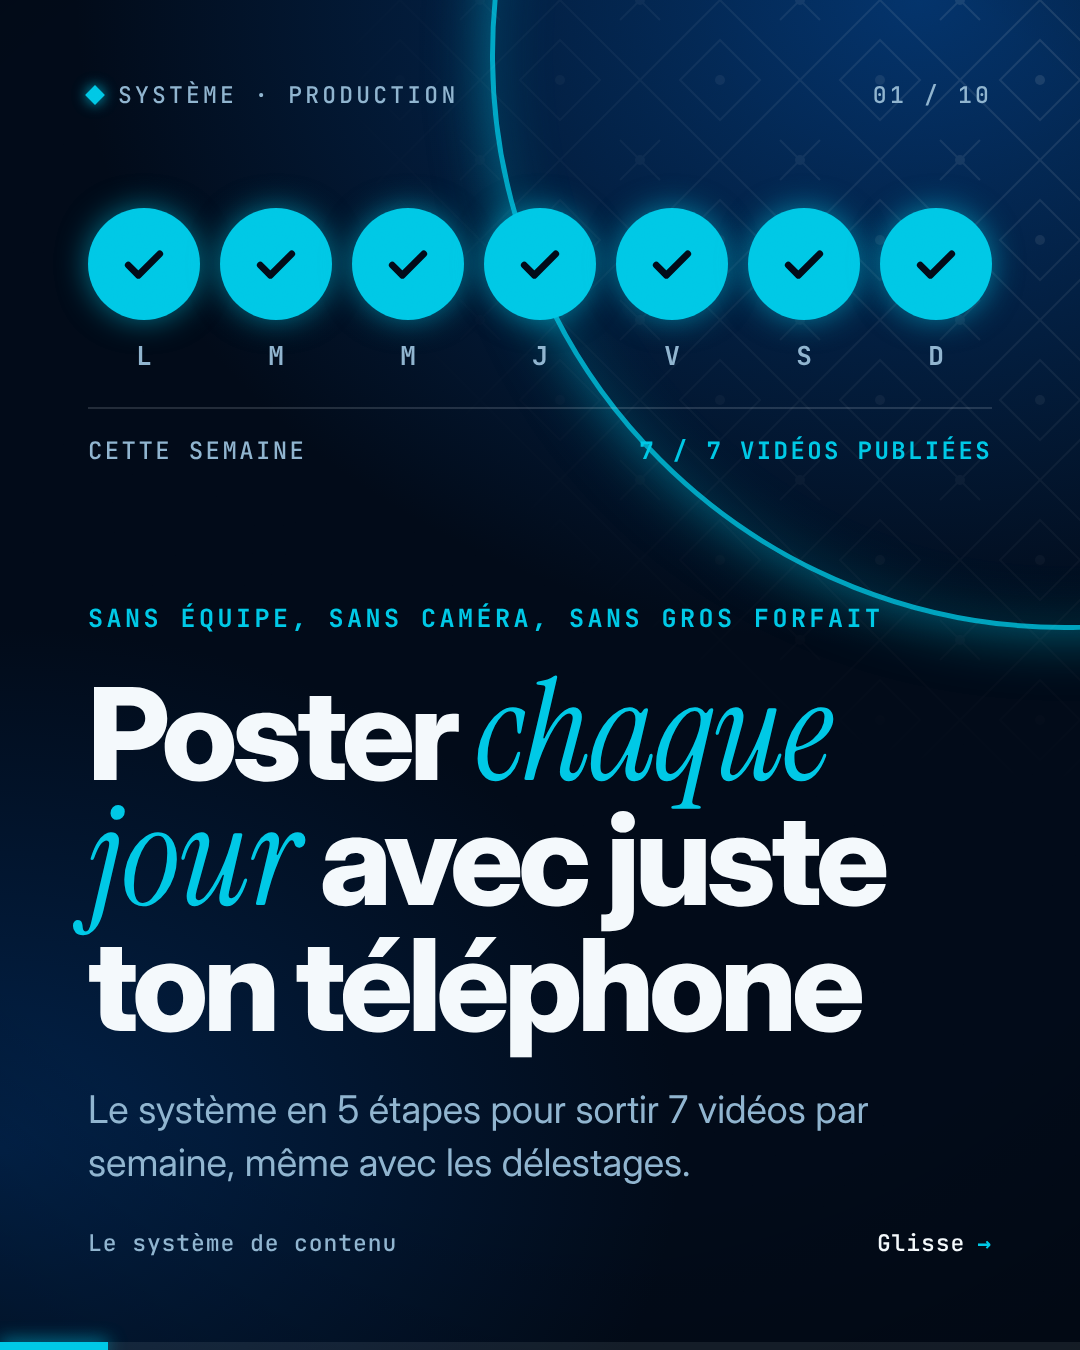 SYSTÈME · PRODUCTION
01 / 10
L M M J V S D
CETTE SEMAINE
7 / 7 VIDÉOS PUBLIÉES
SANS ÉQUIPE, SANS CAMÉRA, SANS GROS FORFAIT
Poster chaque
jour avec juste
ton téléphone
Le système en 5 étapes pour sortir 7 vidéos par
semaine, même avec les délestages.
Le système de contenu
Glisse →